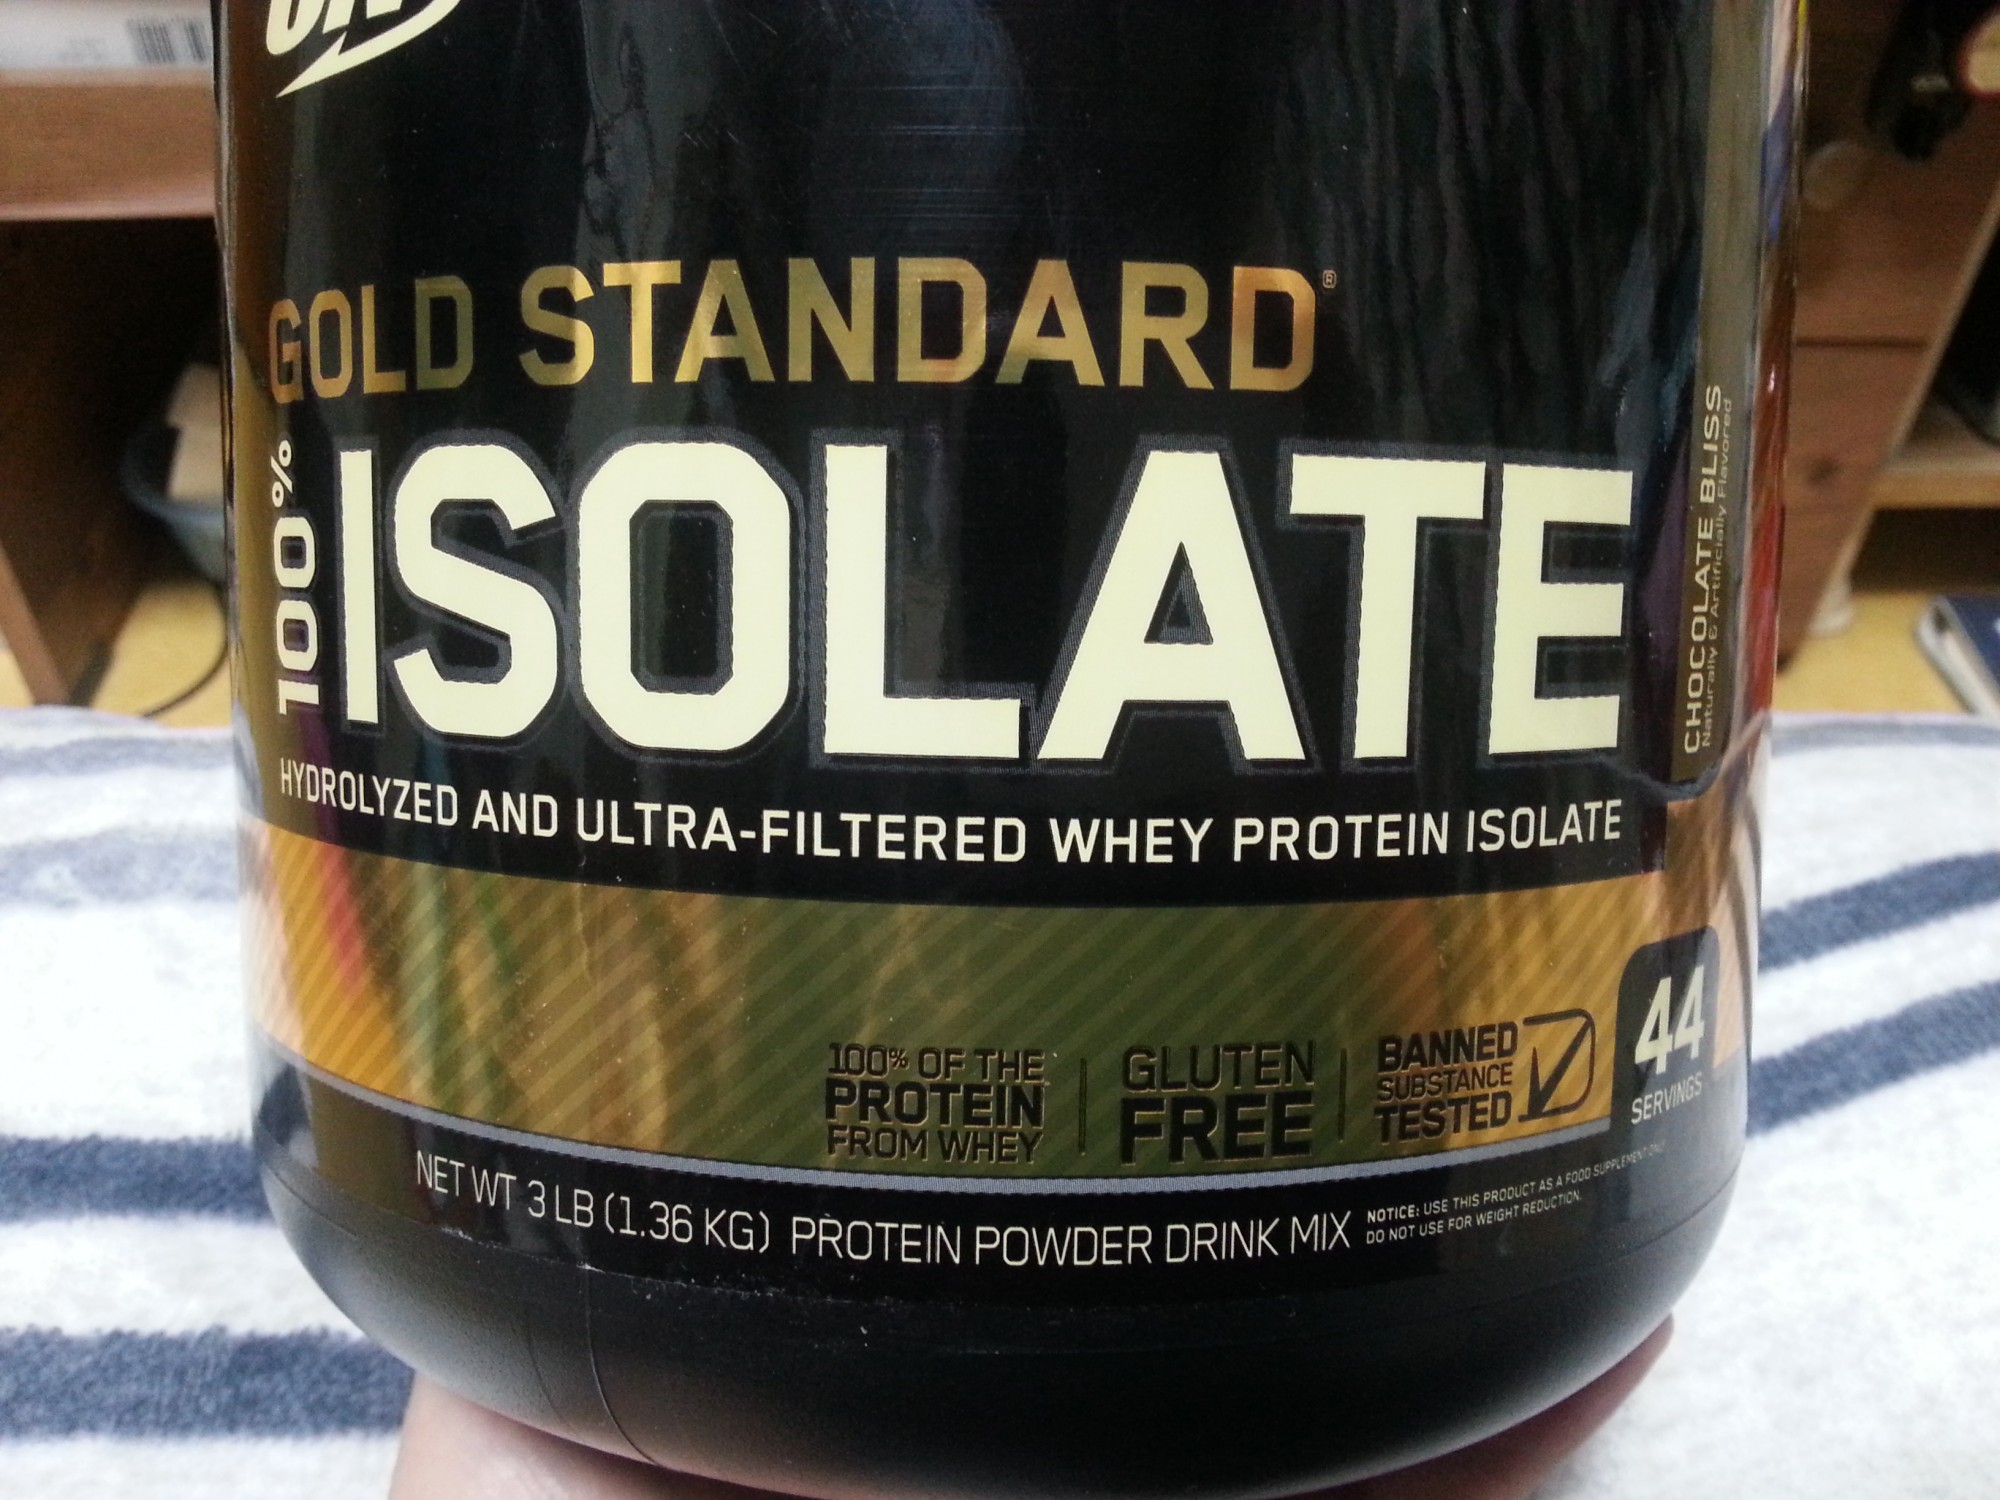 ON
GOLD STANDARD®
100% ISOLATE
CHOCOLATE BLISS
Naturally & Artificially Flavored
HYDROLYZED AND ULTRA-FILTERED WHEY PROTEIN ISOLATE
100% OF THE
PROTEIN
FROM WHEY
GLUTEN
FREE
BANNED
SUBSTANCE
TESTED
44
SERVINGS
NET WT 3 LB (1.36 KG) PROTEIN POWDER DRINK MIX
NOTICE: USE THIS PRODUCT AS A FOOD SUPPLEMENT ONLY.
DO NOT USE FOR WEIGHT REDUCTION.